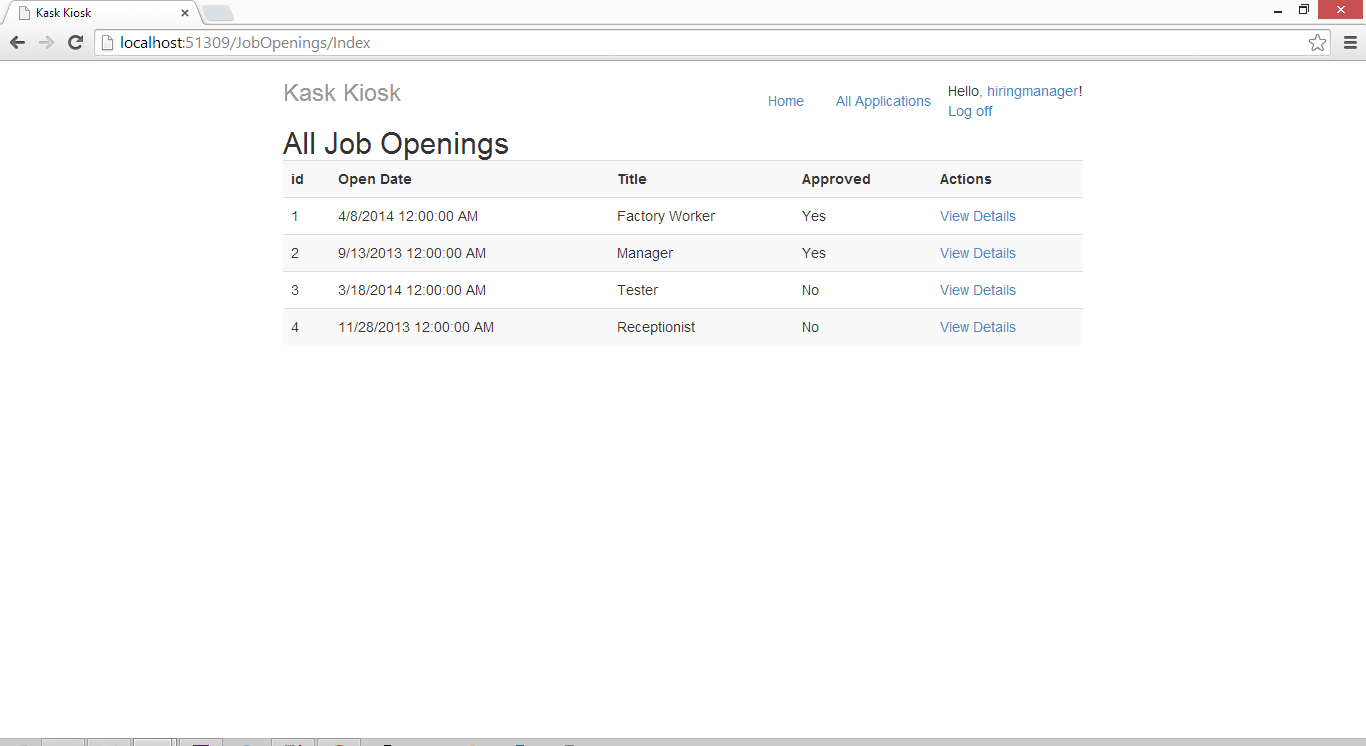 Kask Kiosk
localhost:51309/JobOpenings/Index
Kask Kiosk
Home All Applications Hello, hiringmanager!
Log off
All Job Openings
id Open Date Title Approved Actions
1 4/8/2014 12:00:00 AM Factory Worker Yes View Details
2 9/13/2013 12:00:00 AM Manager Yes View Details
3 3/18/2014 12:00:00 AM Tester No View Details
4 11/28/2013 12:00:00 AM Receptionist No View Details